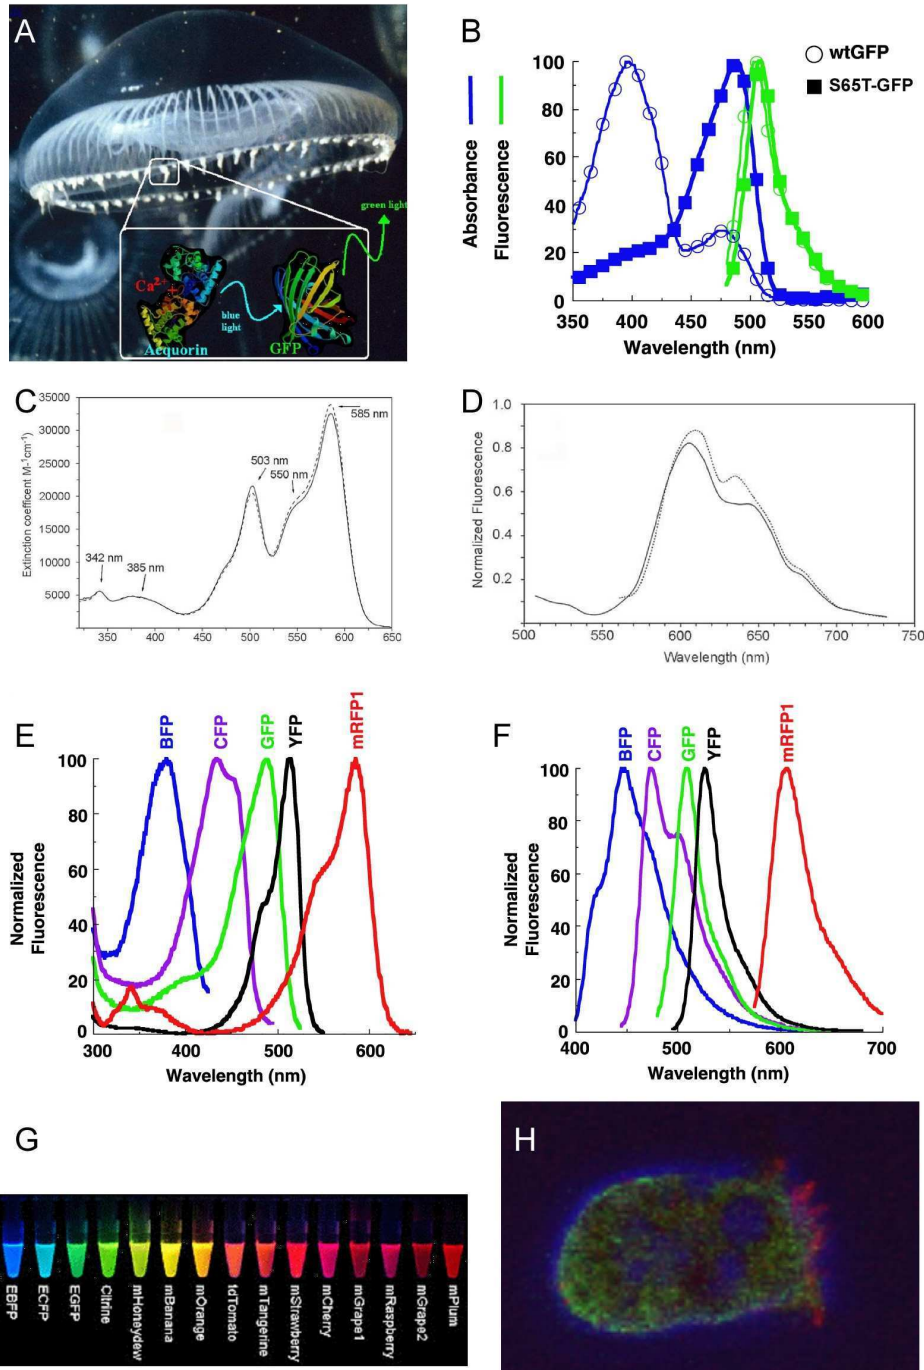 A
Ca²⁺
green light
blue
light
Aequorin
GFP
B
wtGFP
S65T-GFP
Absorbance
Fluorescence
100
80
60
40
20
0
350 400 450 500 550 600
Wavelength (nm)
C
Extinction coefficent M-¹cm-¹)
35000
30000
25000
20000
15000
10000
5000
342 nm
385 nm
503 nm
550 nm
585 nm
350 400 450 500 550 600 650
D
Normalized Fluorescence
1.0
0.8
0.6
0.4
0.2
500 550 600 650 700 750
Wavelength (nm)
E
BFP
CFP
GFP
YFP
mRFP1
Normalized
Fluorescence
100
80
60
40
20
0
300 400 500 600
Wavelength (nm)
F
BFP
CFP
GFP
YFP
mRFP1
Normalized
Fluorescence
100
80
60
40
20
0
400 500 600 700
Wavelength (nm)
G
EBFP
ECFP
EGFP
Citrine
mHoneydew
mBanana
mOrange
tdTomato
mTangerine
mStrawberry
mCherry
mGrape1
mRaspberry
mGrape2
mPlum
H